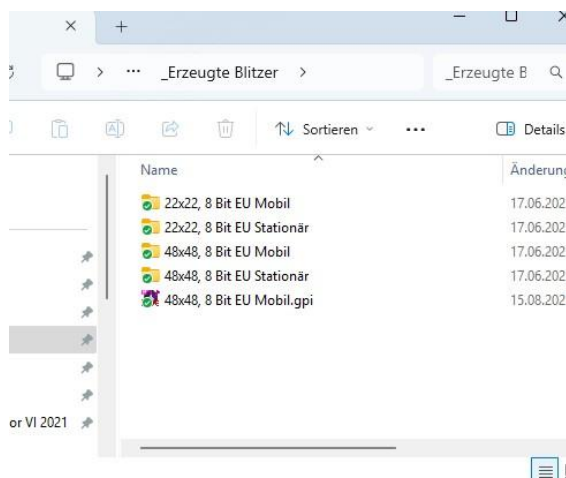 _Erzeugte Blitzer
_Erzeugte B
Sortieren
Details
Name
Änderung
22x22, 8 Bit EU Mobil
17.06.202
22x22, 8 Bit EU Stationär
17.06.202
48x48, 8 Bit EU Mobil
17.06.202
48x48, 8 Bit EU Stationär
17.06.202
48x48, 8 Bit EU Mobil.gpi
15.08.202
or VI 2021